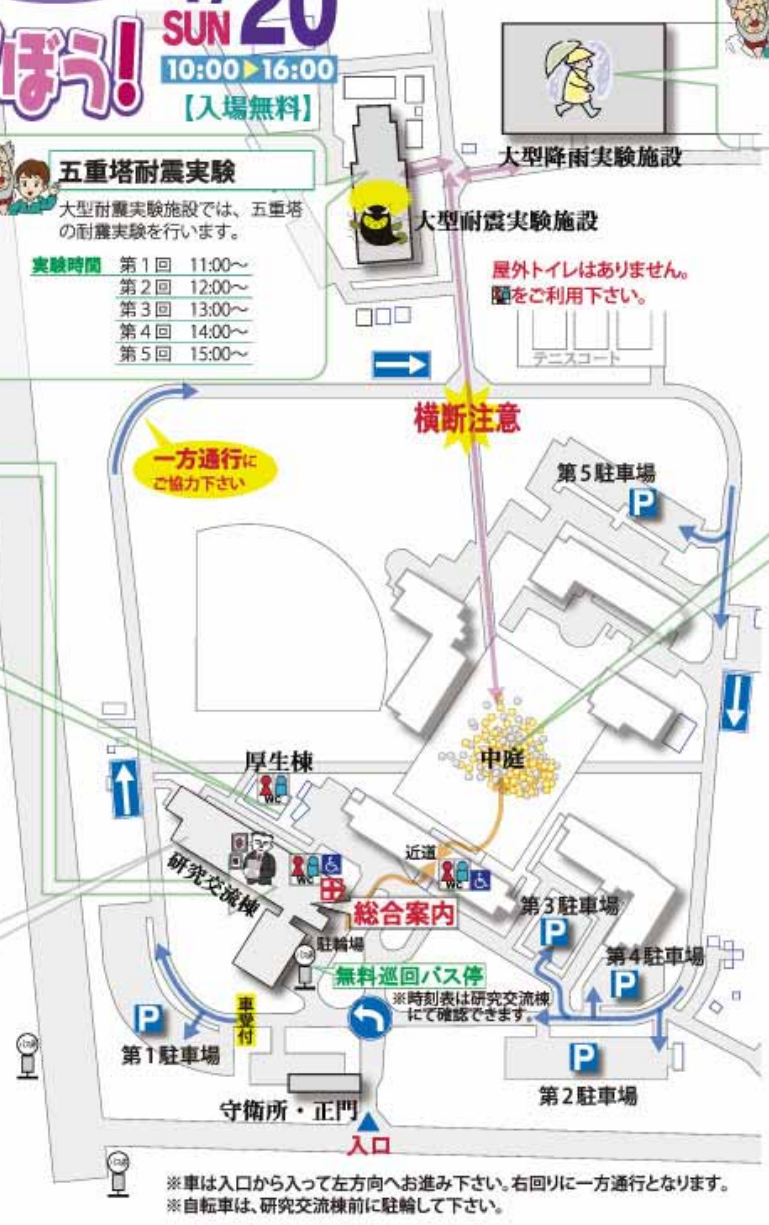 ぼう!
SUN 20
10:00▶16:00
【入場無料】
五重塔耐震実験
大型耐震実験施設では、五重塔
の耐震実験を行います。
実験時間 第1回 11:00〜
第2回 12:00〜
第3回 13:00〜
第4回 14:00〜
第5回 15:00〜
大型降雨実験施設
大型耐震実験施設
屋外トイレはありません。
をご利用下さい。
テニスコート
横断注意
一方通行に
ご協力下さい
第5駐車場
P
中庭
厚生棟
WC
研究交流棟
近道
WC
総合案内
駐輪場
第3駐車場
P
第4駐車場
P
無料巡回バス停
※時刻表は研究交流棟
にて確認できます。
車受付
P
第1駐車場
P
第2駐車場
守衛所・正門
入口
※車は入口から入って左方向へお進み下さい。右回りに一方通行となります。
※自転車は、研究交流棟前に駐輪して下さい。